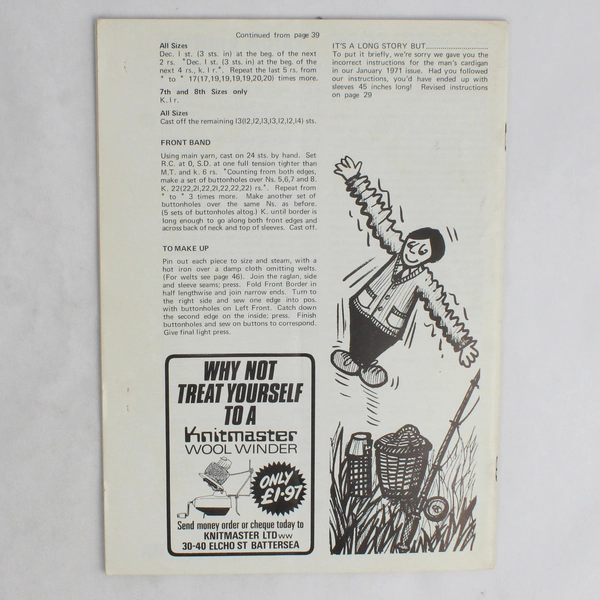 Continued from page 39
All Sizes
Dec. 1 st. (3 sts. in) at the beg. of the next
2 rs. "Dec. 1 st. (3 sts. in) at the beg. of the
next 4 rs., k. 1 r.". Repeat the last 5 rs. from
" to " 17(17,19,19,19,19,20,20) times more.
7th and 8th Sizes only
K. 1 r.
All Sizes
Cast off the remaining 13(12,12,13,13,12,12,14) sts.
FRONT BAND
Using main yarn, cast on 24 sts. by hand. Set
R.C. at 0, S.D. at one full tension tighter than
M.T. and k. 6 rs. "Counting from both edges,
make a set of buttonholes over Ns. 5,6,7 and 8.
K. 22(22,21,22,21,22,22,22) rs.". Repeat from
" to " 3 times more. Make another set of
buttonholes over the same Ns. as before.
(5 sets of buttonholes altog.) K. until border is
long enough to go along both front edges and
across back of neck and top of sleeves. Cast off.
TO MAKE UP
Pin out each piece to size and steam, with a
hot iron over a damp cloth omitting welts.
(For welts see page 46). Join the raglan, side
and sleeve seams; press. Fold Front Border in
half lengthwise and join narrow ends. Turn to
the right side and sew one edge into pos.
with buttonholes on Left Front. Catch down
the second edge on the inside; press. Finish
buttonholes and sew on buttons to correspond.
Give final light press.
WHY NOT
TREAT YOURSELF
TO A
Knitmaster
WOOL WINDER
ONLY
£1·97
Send money order or cheque today to
KNITMASTER LTD WW
30-40 ELCHO ST BATTERSEA
IT'S A LONG STORY BUT..............................
To put it briefly, we're sorry we gave you the
incorrect instructions for the man's cardigan
in our January 1971 issue. Had you followed
our instructions, you'd have ended up with
sleeves 45 inches long! Revised instructions
on page 29